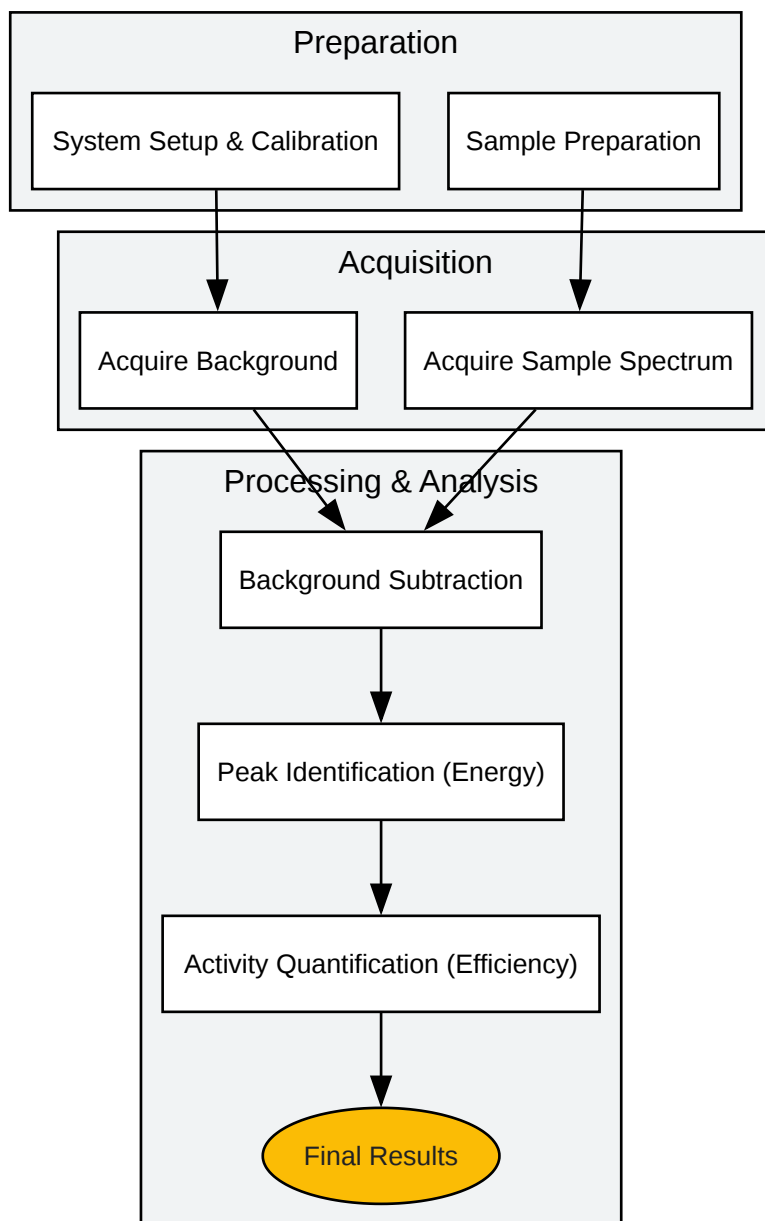 Preparation
System Setup & Calibration
Sample Preparation
Acquisition
Acquire Background
Acquire Sample Spectrum
Processing & Analysis
Background Subtraction
Peak Identification (Energy)
Activity Quantification (Efficiency)
Final Results